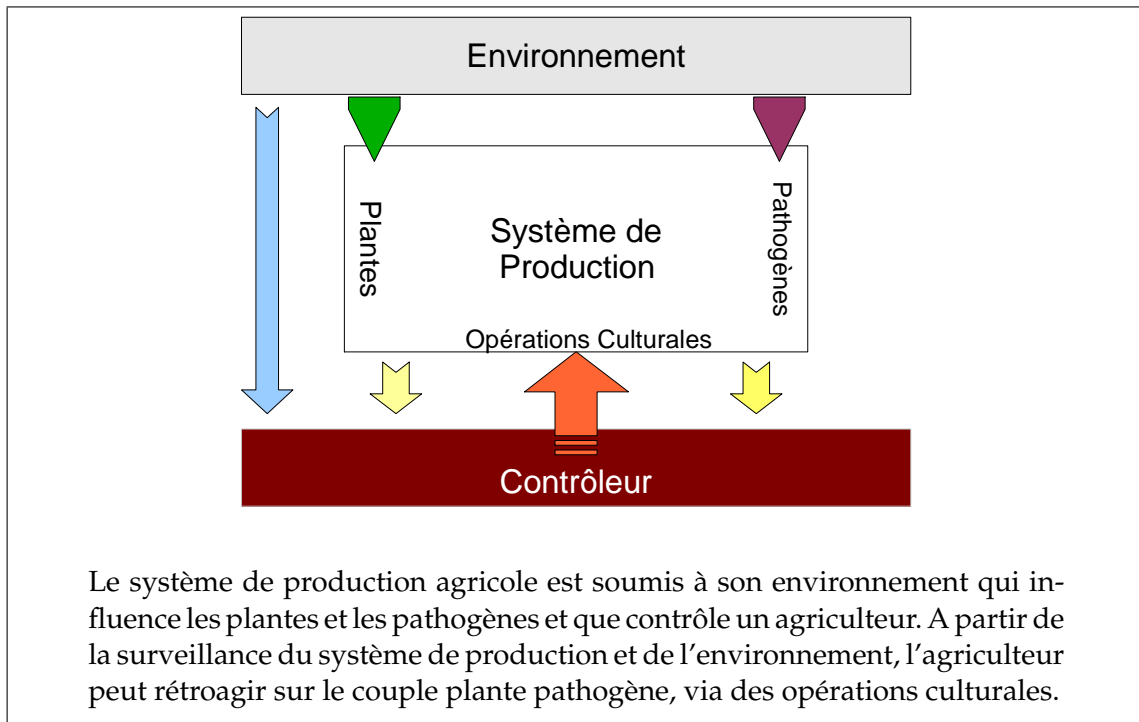 Environnement
Plantes
Système de
Production
Pathogènes
Opérations Culturales
Contrôleur
Le système de production agricole est soumis à son environnement qui in-
fluence les plantes et les pathogènes et que contrôle un agriculteur. A partir de
la surveillance du système de production et de l'environnement, l'agriculteur
peut rétroagir sur le couple plante pathogène, via des opérations culturales.